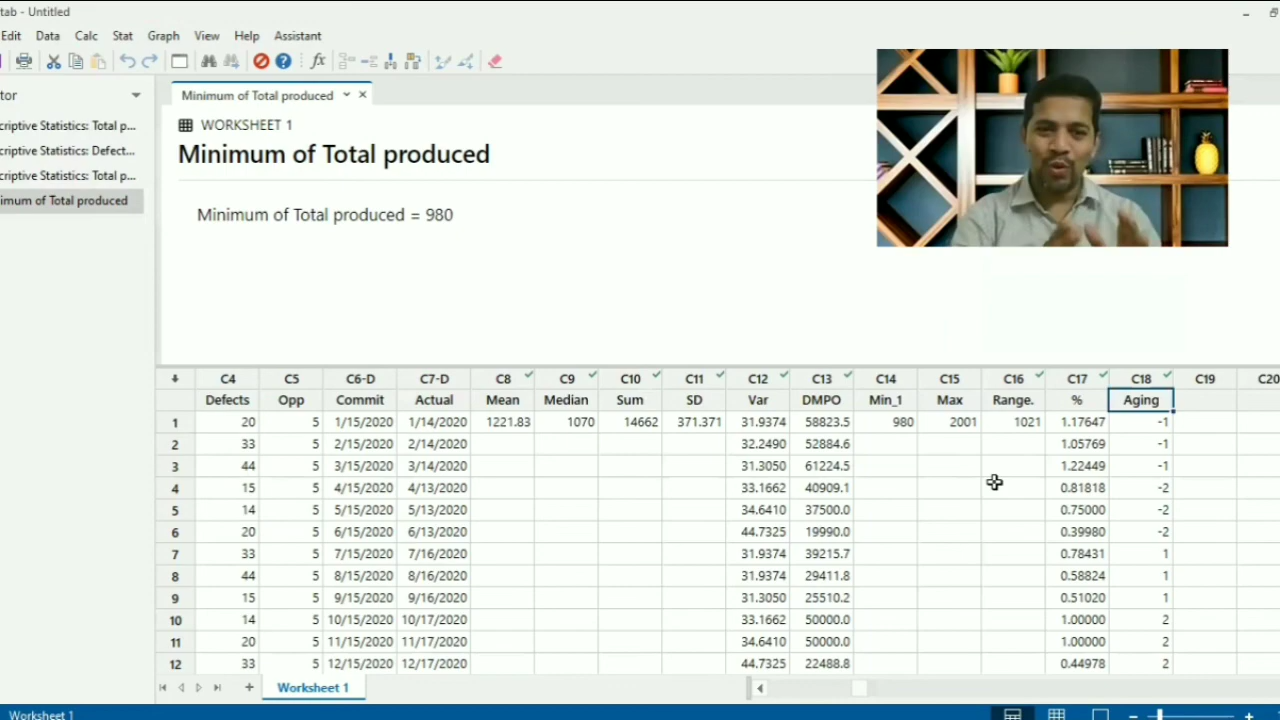 tab - Untitled
Edit Data Calc Stat Graph View Help Assistant
tor
Minimum of Total produced
criptive Statistics: Total p...
criptive Statistics: Defect...
criptive Statistics: Total p...
imum of Total produced
WORKSHEET 1
Minimum of Total produced
Minimum of Total produced = 980
C4 C5 C6-D C7-D C8 C9 C10 C11 C12 C13 C14 C15 C16 C17 C18 C19 C20
Defects Opp Commit Actual Mean Median Sum SD Var DMPO Min_1 Max Range. % Aging
1 20 5 1/15/2020 1/14/2020 1221.83 1070 14662 371.371 31.9374 58823.5 980 2001 1021 1.17647 -1
2 33 5 2/15/2020 2/14/2020 32.2490 52884.6 1.05769 -1
3 44 5 3/15/2020 3/14/2020 31.3050 61224.5 1.22449 -1
4 15 5 4/15/2020 4/13/2020 33.1662 40909.1 0.81818 -2
5 14 5 5/15/2020 5/13/2020 34.6410 37500.0 0.75000 -2
6 20 5 6/15/2020 6/13/2020 44.7325 19990.0 0.39980 -2
7 33 5 7/15/2020 7/16/2020 31.9374 39215.7 0.78431 1
8 44 5 8/15/2020 8/16/2020 31.9374 29411.8 0.58824 1
9 15 5 9/15/2020 9/16/2020 31.3050 25510.2 0.51020 1
10 14 5 10/15/2020 10/17/2020 33.1662 50000.0 1.00000 2
11 20 5 11/15/2020 11/17/2020 34.6410 50000.0 1.00000 2
12 33 5 12/15/2020 12/17/2020 44.7325 22488.8 0.44978 2
Worksheet 1
Worksheet 1